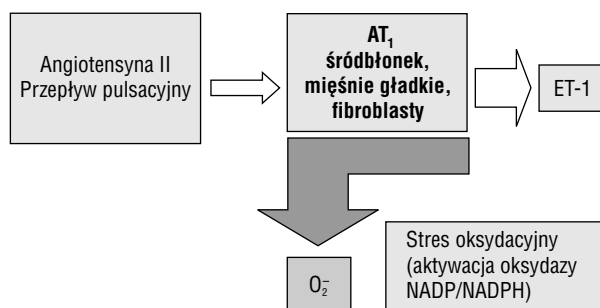 Angiotensyna II
Przepływ pulsacyjny
AT₁
śródbłonek,
mięśnie gładkie,
fibroblasty
ET-1
O₂⁻
Stres oksydacyjny
(aktywacja oksydazy
NADP/NADPH)